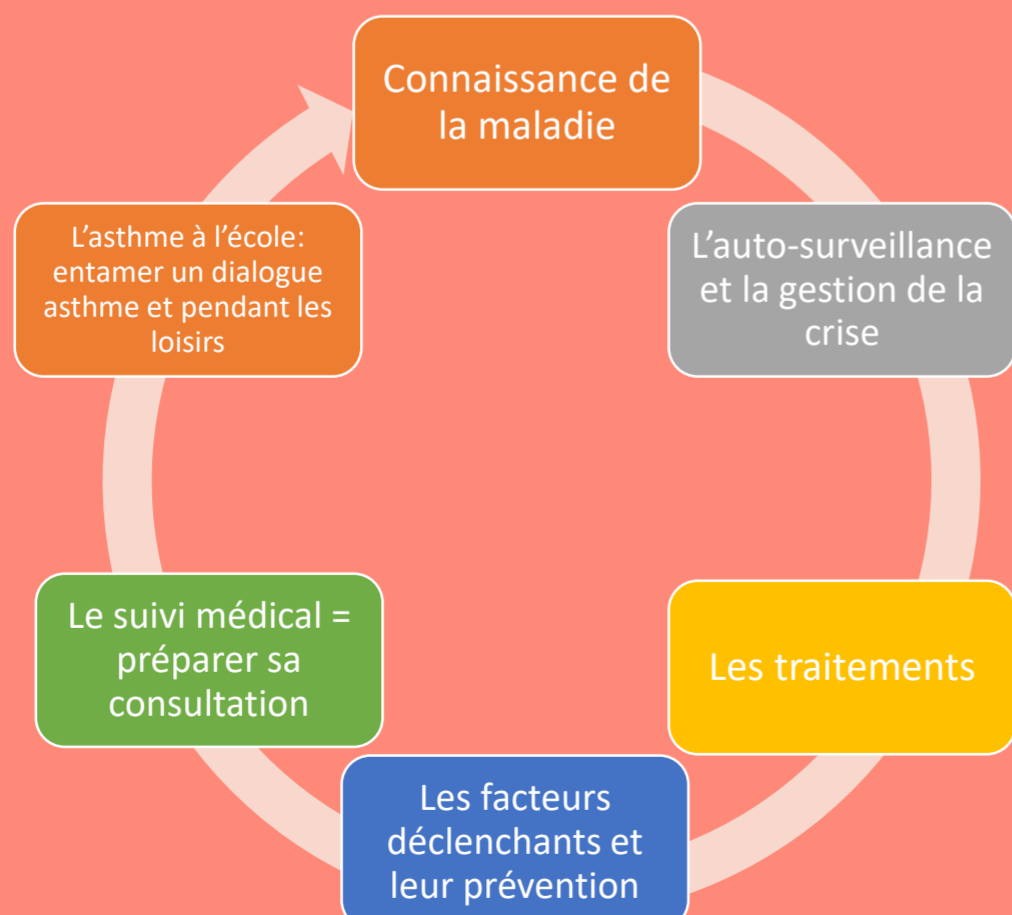 Connaissance de
la maladie
L’auto-surveillance
et la gestion de la
crise
Les traitements
Les facteurs
déclenchants et
leur prévention
Le suivi médical =
préparer sa
consultation
L’asthme à l’école:
entamer un dialogue
asthme et pendant les
loisirs